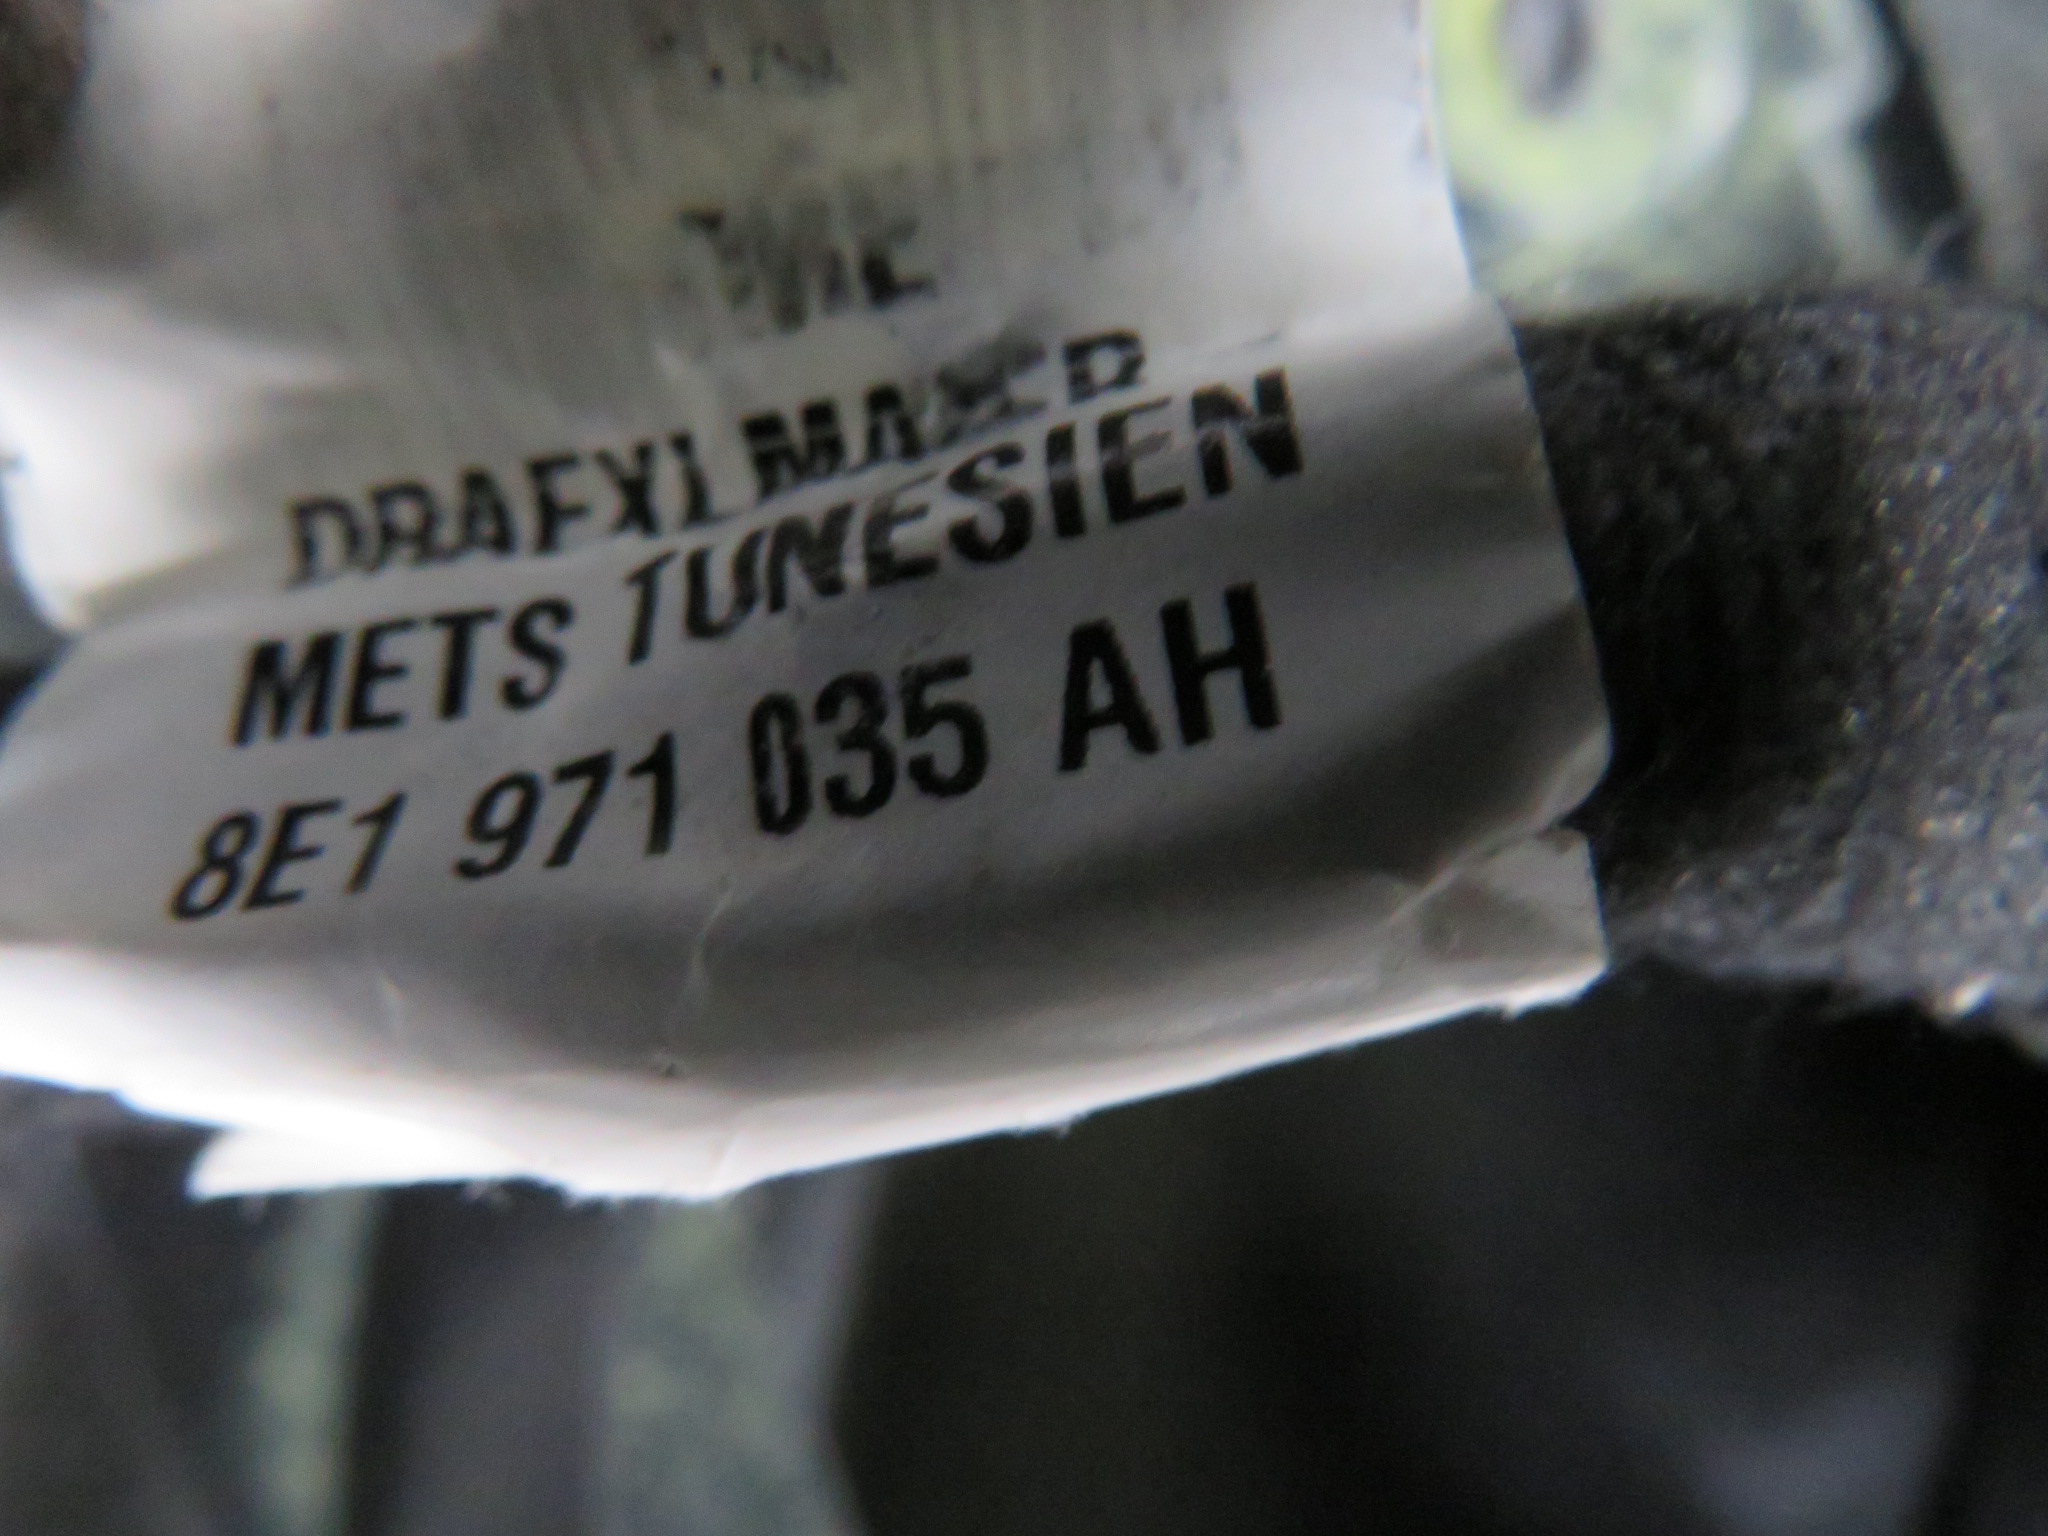 DRAEXLMAIER
METS TUNESIEN
8E1 971 035 AH